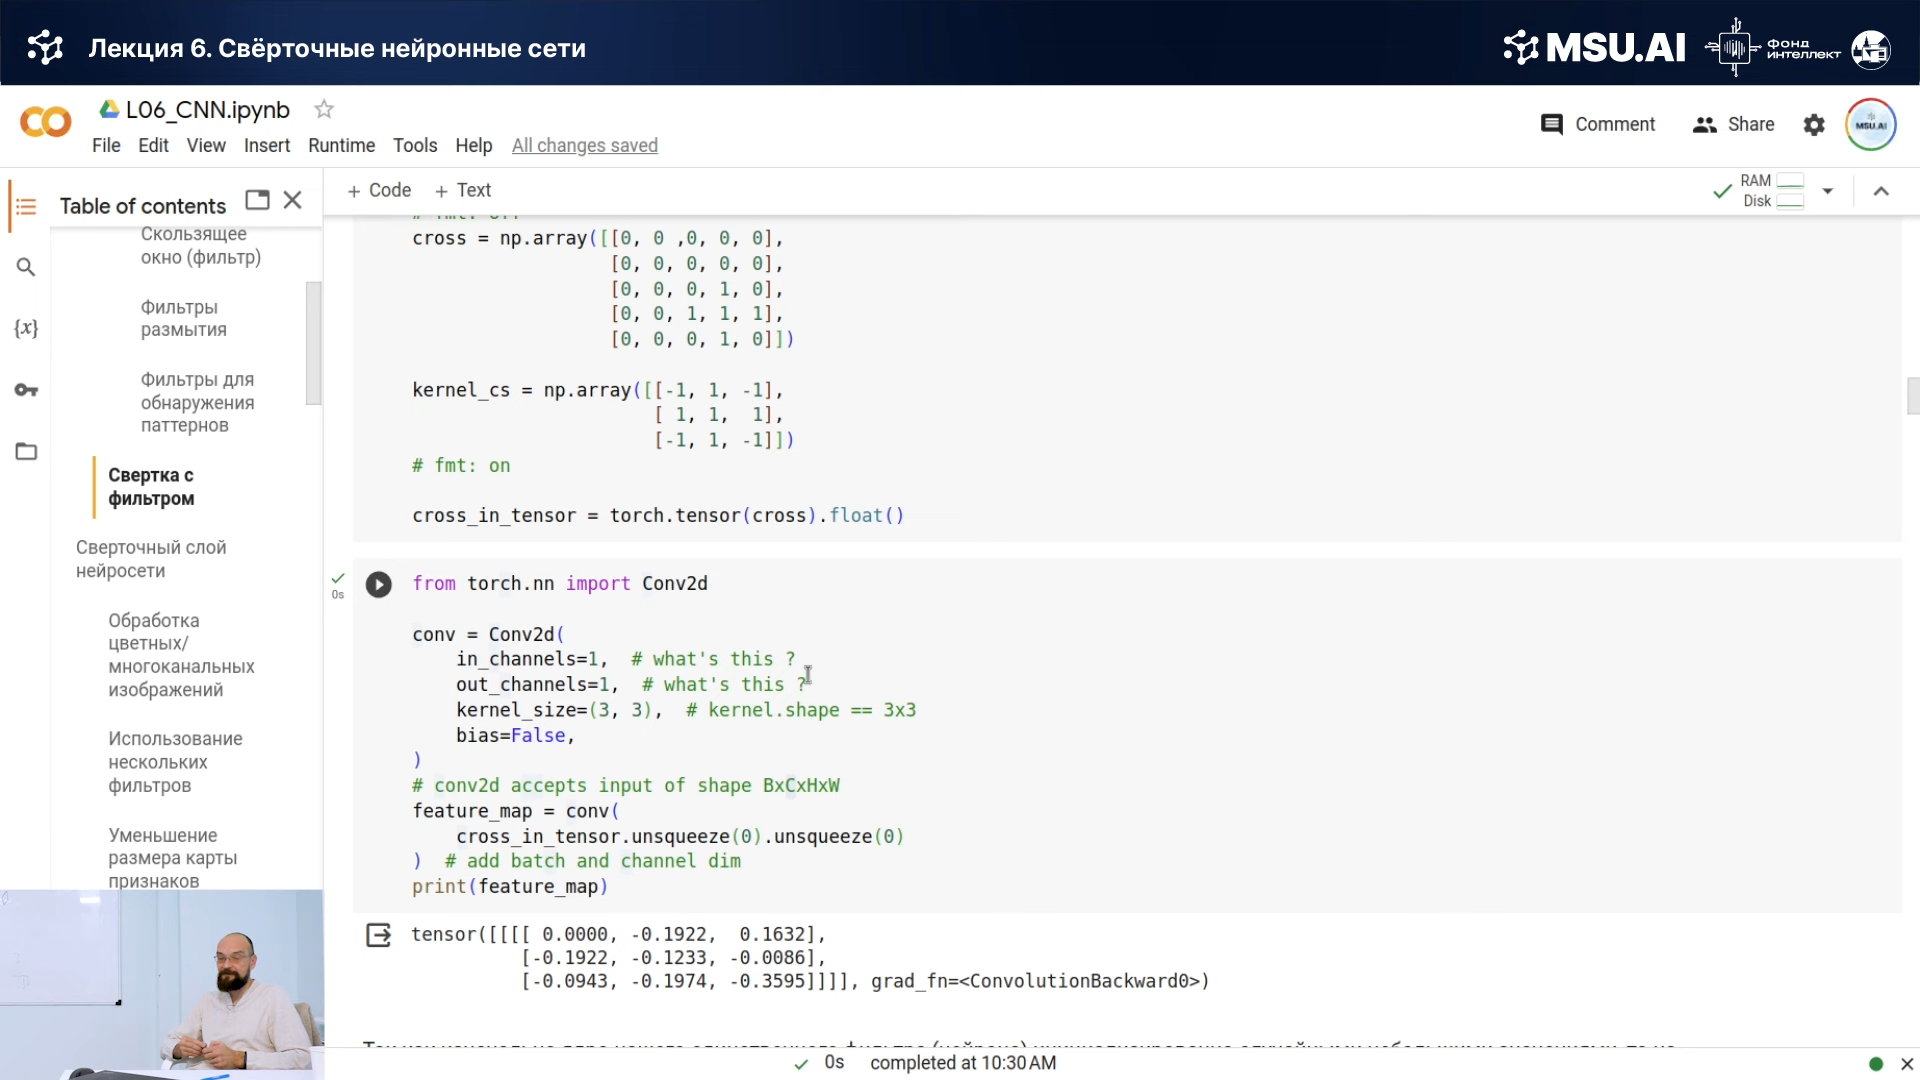 Лекция 6. Свёрточные нейронные сети
MSU.AI
ФОНД
ИНТЕЛЛЕКТ
L06_CNN.ipynb
File Edit View Insert Runtime Tools Help All changes saved
Comment
Share
MSU.AI
+ Code + Text
RAM
Disk
Table of contents
Скользящее
окно (фильтр)
Фильтры
размытия
Фильтры для
обнаружения
паттернов
Свертка с
фильтром
Сверточный слой
нейросети
Обработка
цветных/
многоканальных
изображений
Использование
нескольких
фильтров
Уменьшение
размера карты
признаков
{x}
cross = np.array([[0, 0 ,0, 0, 0],
[0, 0, 0, 0, 0],
[0, 0, 0, 1, 0],
[0, 0, 1, 1, 1],
[0, 0, 0, 1, 0]])
kernel_cs = np.array([[-1, 1, -1],
[ 1, 1,  1],
[-1, 1, -1]])
# fmt: on
cross_in_tensor = torch.tensor(cross).float()
0s
from torch.nn import Conv2d
conv = Conv2d(
in_channels=1,  # what's this ?
out_channels=1,  # what's this ?
kernel_size=(3, 3),  # kernel.shape == 3x3
bias=False,
)
# conv2d accepts input of shape BxCxHxW
feature_map = conv(
cross_in_tensor.unsqueeze(0).unsqueeze(0)
)  # add batch and channel dim
print(feature_map)
tensor([[[[ 0.0000, -0.1922,  0.1632],
[-0.1922, -0.1233, -0.0086],
[-0.0943, -0.1974, -0.3595]]]], grad_fn=<ConvolutionBackward0>)
0s completed at 10:30 AM